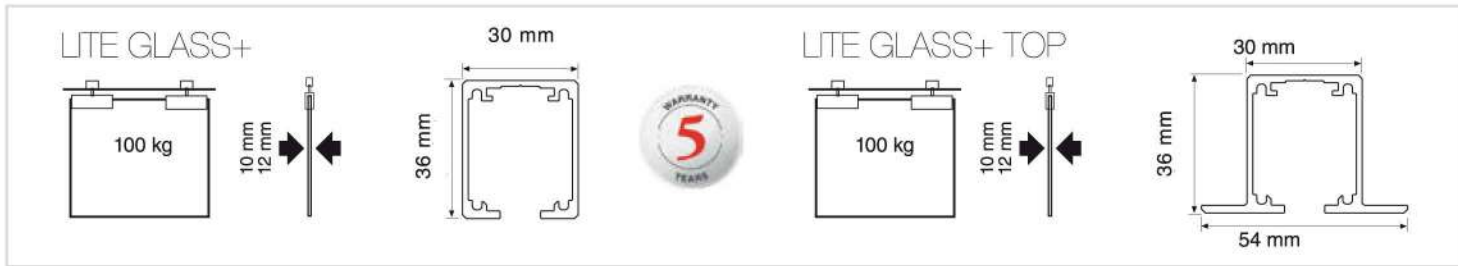 LITE GLASS+
30 mm
100 kg
10 mm
12 mm
36 mm
WARRANTY
5
YEARS
LITE GLASS+ TOP
30 mm
100 kg
10 mm
12 mm
36 mm
54 mm